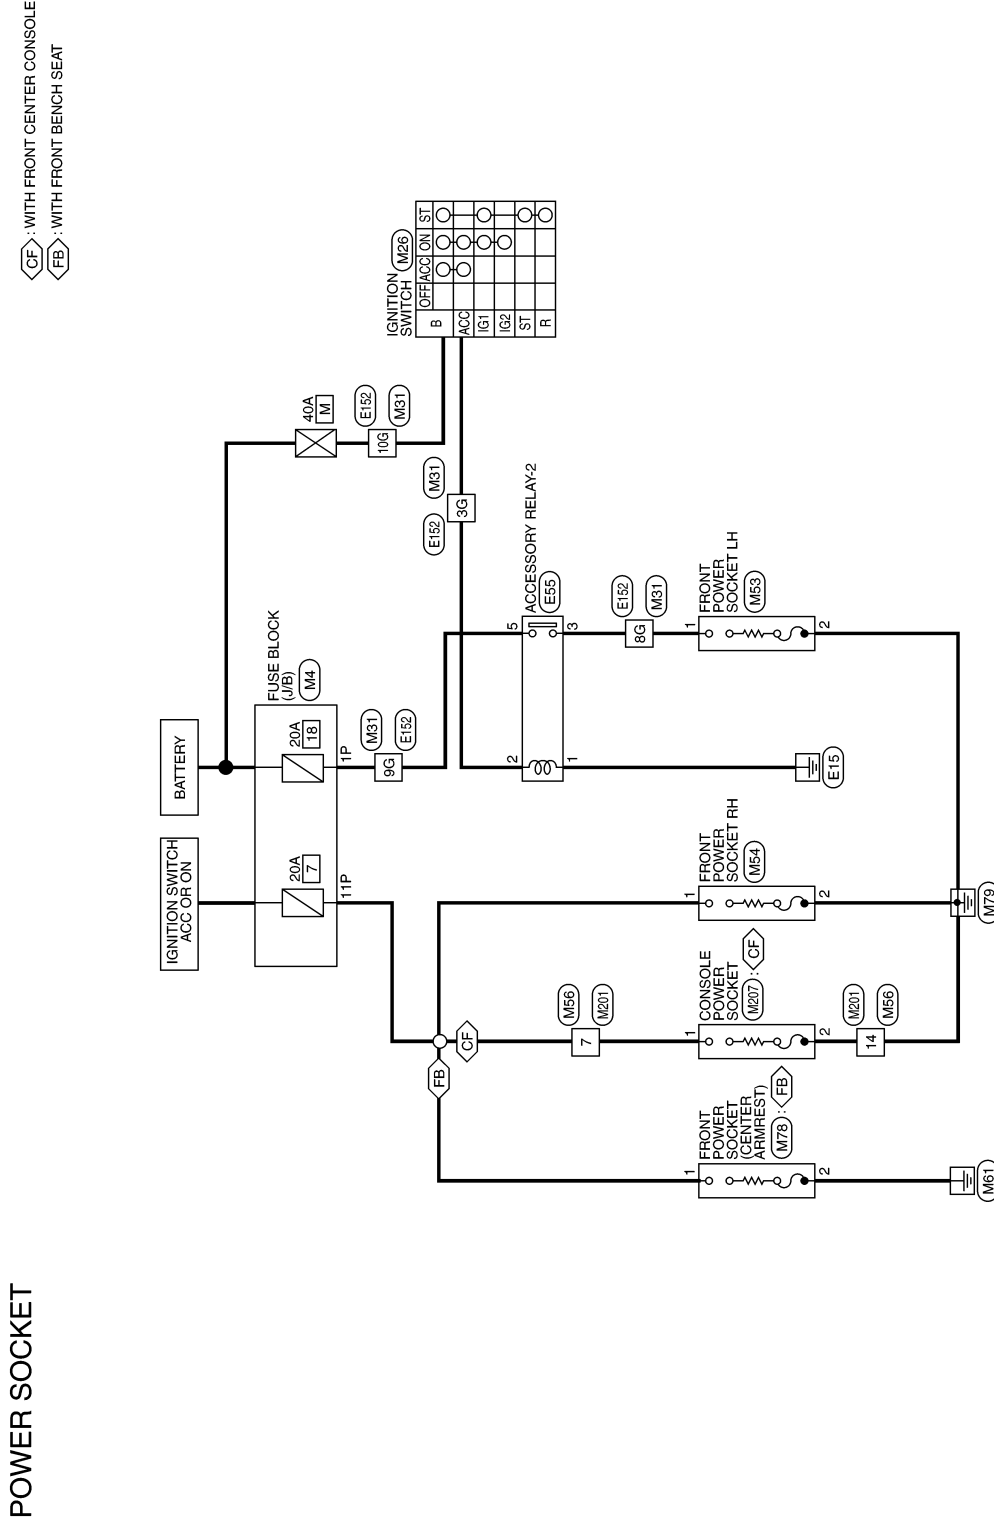 POWER SOCKET
CF : WITH FRONT CENTER CONSOLE
FB : WITH FRONT BENCH SEAT
IGNITION SWITCH
ACC OR ON
BATTERY
FUSE BLOCK
(J/B)
M4
20A
7
20A
18
11P
1P
40A
M
E152
10G
M31
IGNITION
SWITCH
M26
OFF
ACC
ON
ST
B
ACC
IG1
IG2
ST
R
M31
9G
E152
E152
3G
M31
ACCESSORY RELAY-2
E55
2
5
1
3
E152
8G
M31
FB
CF
M56
7
M201
FRONT
POWER
SOCKET
(CENTER
ARMREST)
M78 : FB
1
2
CONSOLE
POWER
SOCKET
M207 : CF
1
2
FRONT
POWER
SOCKET RH
M54
1
2
FRONT
POWER
SOCKET LH
M53
1
2
M201
14
M56
E15
M61
M79